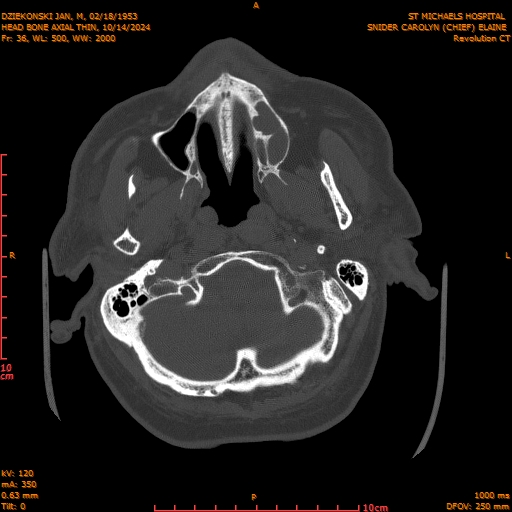 DZIEKONSKI JAN, M, 02/18/1953
HEAD BONE AXIAL THIN, 10/14/2024
Fr: 36, WL: 500, WW: 2000
A
ST MICHAELS HOSPITAL
SNIDER CAROLYN (CHIEF) ELAINE
Revolution CT
R
L
10
cm
kV: 120
mA: 350
0.63 mm
Tilt: 0
P
10cm
1000 ms
DFOV: 250 mm